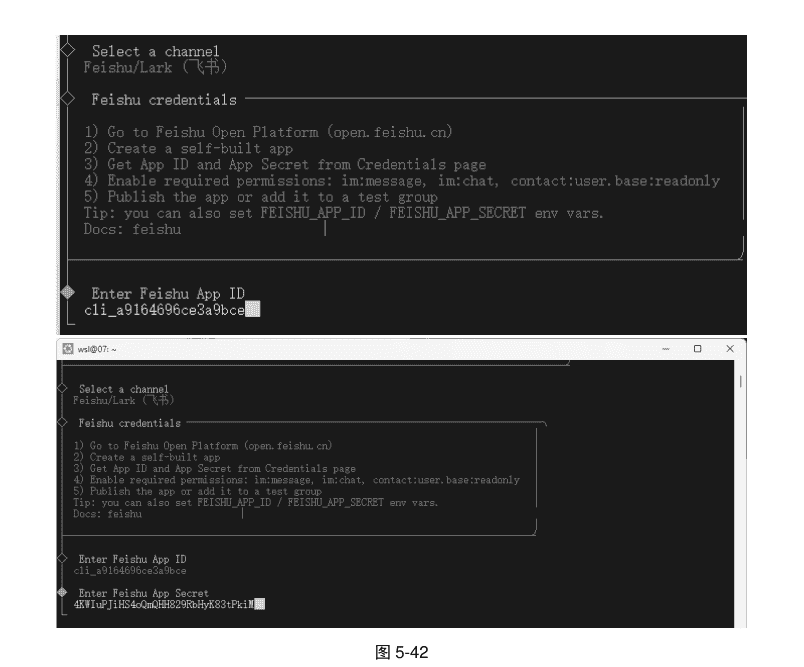 Select a channel
Feishu/Lark (飞书)
Feishu credentials
1) Go to Feishu Open Platform (open.feishu.cn)
2) Create a self-built app
3) Get App ID and App Secret from Credentials page
4) Enable required permissions: im:message, im:chat, contact:user.base:readonly
5) Publish the app or add it to a test group
Tip: you can also set FEISHU_APP_ID / FEISHU_APP_SECRET env vars.
Docs: feishu
Enter Feishu App ID
cli_a9164696ce3a9bce
wsl@07: ~
Select a channel
Feishu/Lark (飞书)
Feishu credentials
1) Go to Feishu Open Platform (open.feishu.cn)
2) Create a self-built app
3) Get App ID and App Secret from Credentials page
4) Enable required permissions: im:message, im:chat, contact:user.base:readonly
5) Publish the app or add it to a test group
Tip: you can also set FEISHU_APP_ID / FEISHU_APP_SECRET env vars.
Docs: feishu
Enter Feishu App ID
cli_a9164696ce3a9bce
Enter Feishu App Secret
4KWIuPJiHS4oQmQHH829RbHyK83tPkiM
图 5-42